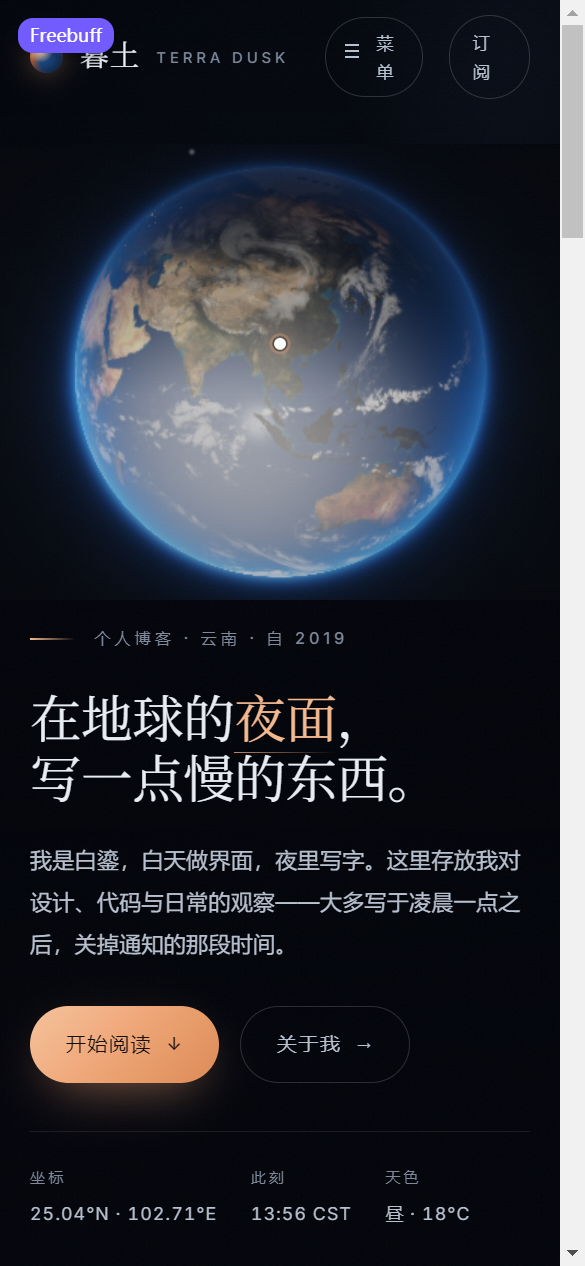 Freebuff
暮土 TERRA DUSK
菜单
订阅
个人博客 · 云南 · 自 2019
在地球的夜面，
写一点慢的东西。
我是白鎏，白天做界面，夜里写字。这里存放我对
设计、代码与日常的观察——大多写于凌晨一点之
后，关掉通知的那段时间。
开始阅读 ↓
关于我 →
坐标 此刻 天色
25.04°N · 102.71°E 13:56 CST 昼 · 18°C